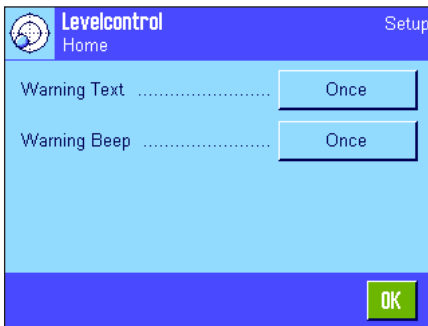 Levelcontrol Setup
Home
Warning Text ........................ Once
Warning Beep ....................... Once
OK